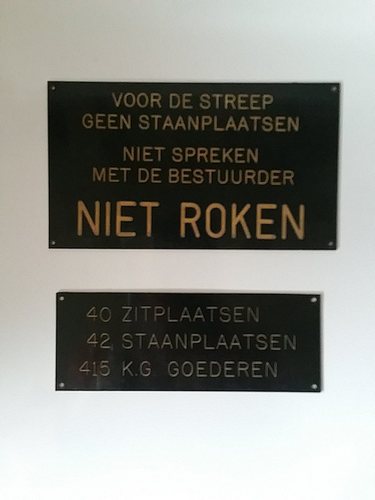 VOOR DE STREEP
GEEN STAANPLAATSEN
NIET SPREKEN
MET DE BESTUURDER
NIET ROKEN
40 ZITPLAATSEN
42 STAANPLAATSEN
415 K.G. GOEDEREN